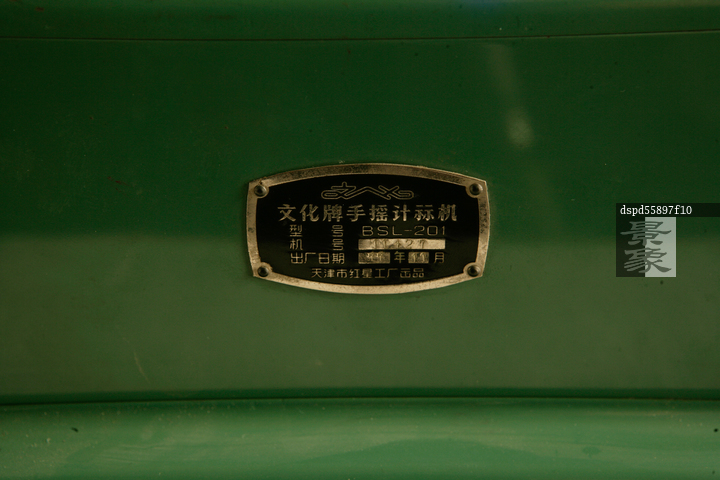 文化牌手摇计标机
型 号 BSL-201
机 号
出厂日期 年 月
天津市红星工厂出品
dspd55897f10
景象